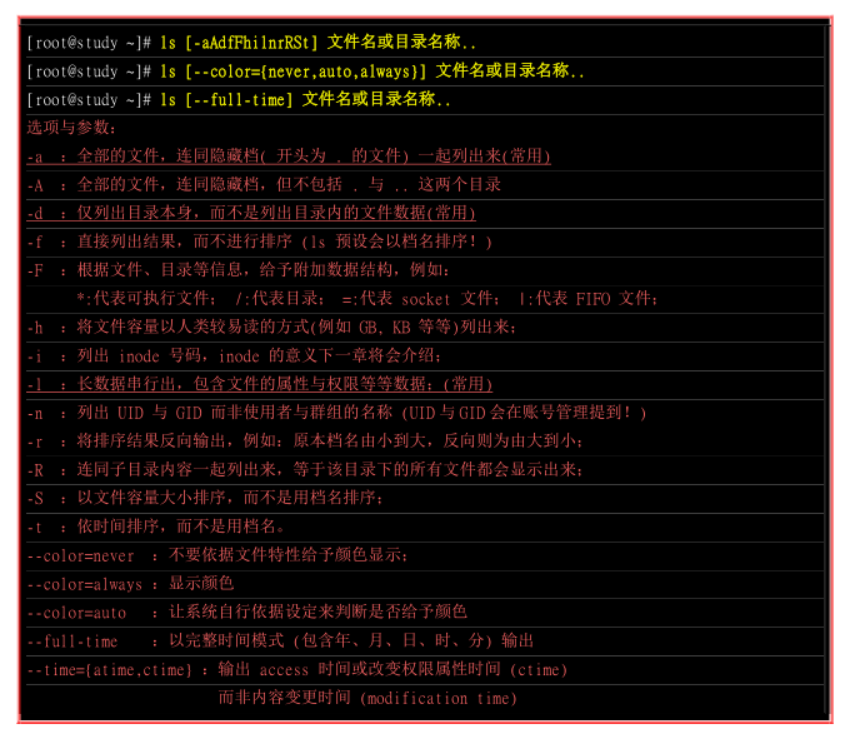 [root@study ~]# ls [-aAdfFhilnrRSt] 文件名或目录名称..
[root@study ~]# ls [--color={never,auto,always}] 文件名或目录名称..
[root@study ~]# ls [--full-time] 文件名或目录名称..
选项与参数:
-a ：全部的文件，连同隐藏档( 开头为 . 的文件) 一起列出来(常用)
-A ：全部的文件，连同隐藏档，但不包括 . 与 .. 这两个目录
-d ：仅列出目录本身，而不是列出目录内的文件数据(常用)
-f ：直接列出结果，而不进行排序 (ls 预设会以档名排序！)
-F ：根据文件、目录等信息，给予附加数据结构，例如:
*:代表可执行文件； /:代表目录； =:代表 socket 文件； |:代表 FIFO 文件；
-h ：将文件容量以人类较易读的方式(例如 GB, KB 等等)列出来；
-i ：列出 inode 号码，inode 的意义下一章将会介绍；
-l ：长数据串行出，包含文件的属性与权限等等数据；(常用)
-n ：列出 UID 与 GID 而非使用者与群组的名称 (UID与GID会在账号管理提到！)
-r ：将排序结果反向输出，例如：原本档名由小到大，反向则为由大到小；
-R ：连同子目录内容一起列出来，等于该目录下的所有文件都会显示出来；
-S ：以文件容量大小排序，而不是用档名排序；
-t ：依时间排序，而不是用档名。
--color=never ：不要依据文件特性给予颜色显示；
--color=always ：显示颜色
--color=auto ：让系统自行依据设定来判断是否给予颜色
--full-time ：以完整时间模式 (包含年、月、日、时、分) 输出
--time={atime,ctime} ：输出 access 时间或改变权限属性时间 (ctime)
而非内容变更时间 (modification time)